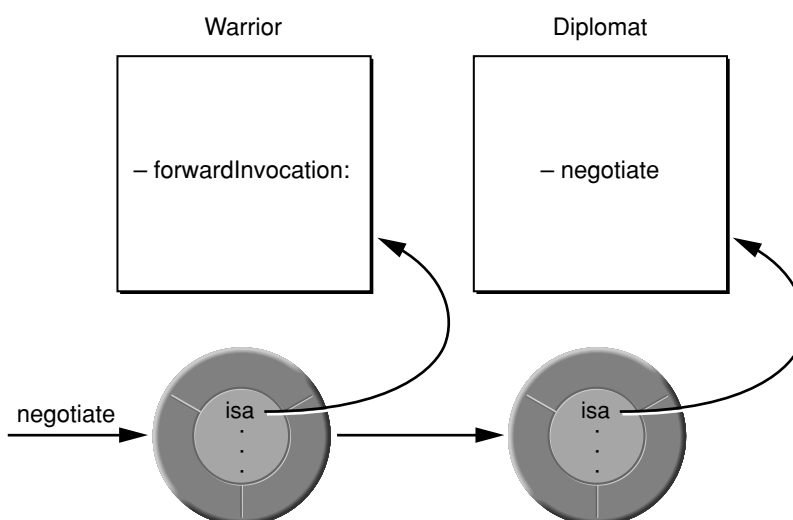 Warrior
Diplomat
– forwardInvocation:
– negotiate
negotiate
isa
.
.
.
isa
.
.
.